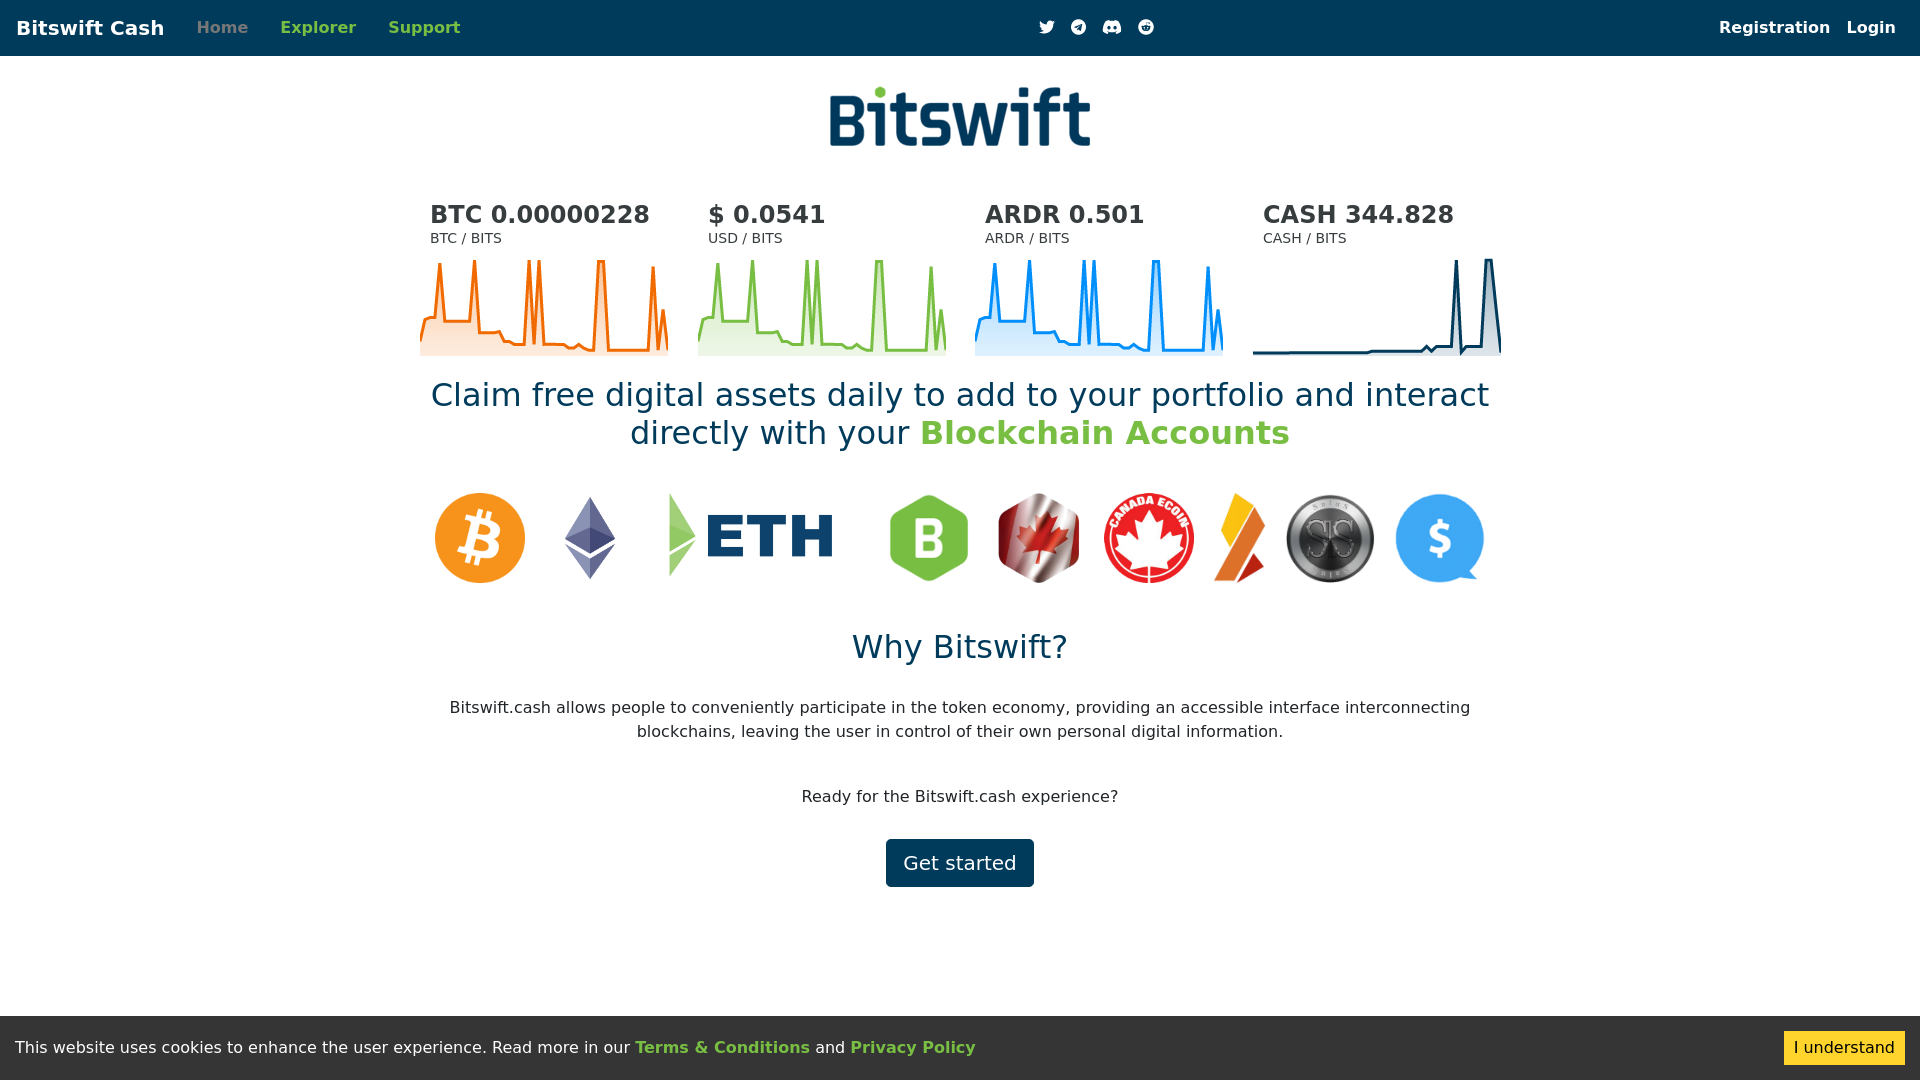 Bitswift Cash Home Explorer Support Registration Login
Bitswift
BTC 0.00000228 $ 0.0541 ARDR 0.501 CASH 344.828
BTC / BITS USD / BITS ARDR / BITS CASH / BITS
Claim free digital assets daily to add to your portfolio and interact
directly with your Blockchain Accounts
ETH B CANADA ECOIN $
Why Bitswift?
Bitswift.cash allows people to conveniently participate in the token economy, providing an accessible interface interconnecting
blockchains, leaving the user in control of their own personal digital information.
Ready for the Bitswift.cash experience?
Get started
This website uses cookies to enhance the user experience. Read more in our Terms & Conditions and Privacy Policy I understand